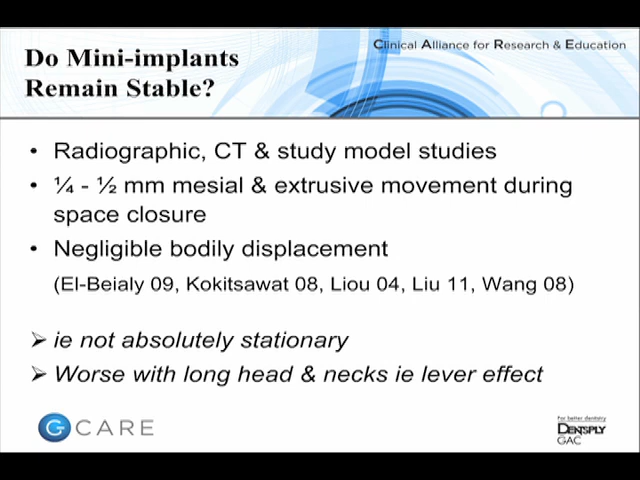 Clinical Alliance for Research & Education
Do Mini-implants
Remain Stable?
• Radiographic, CT & study model studies
• ¼ - ½ mm mesial & extrusive movement during
space closure
• Negligible bodily displacement
(El-Beialy 09, Kokitsawat 08, Liou 04, Liu 11, Wang 08)
➢ ie not absolutely stationary
➢ Worse with long head & necks ie lever effect
G CARE
For better dentistry
DENTSPLY
GAC